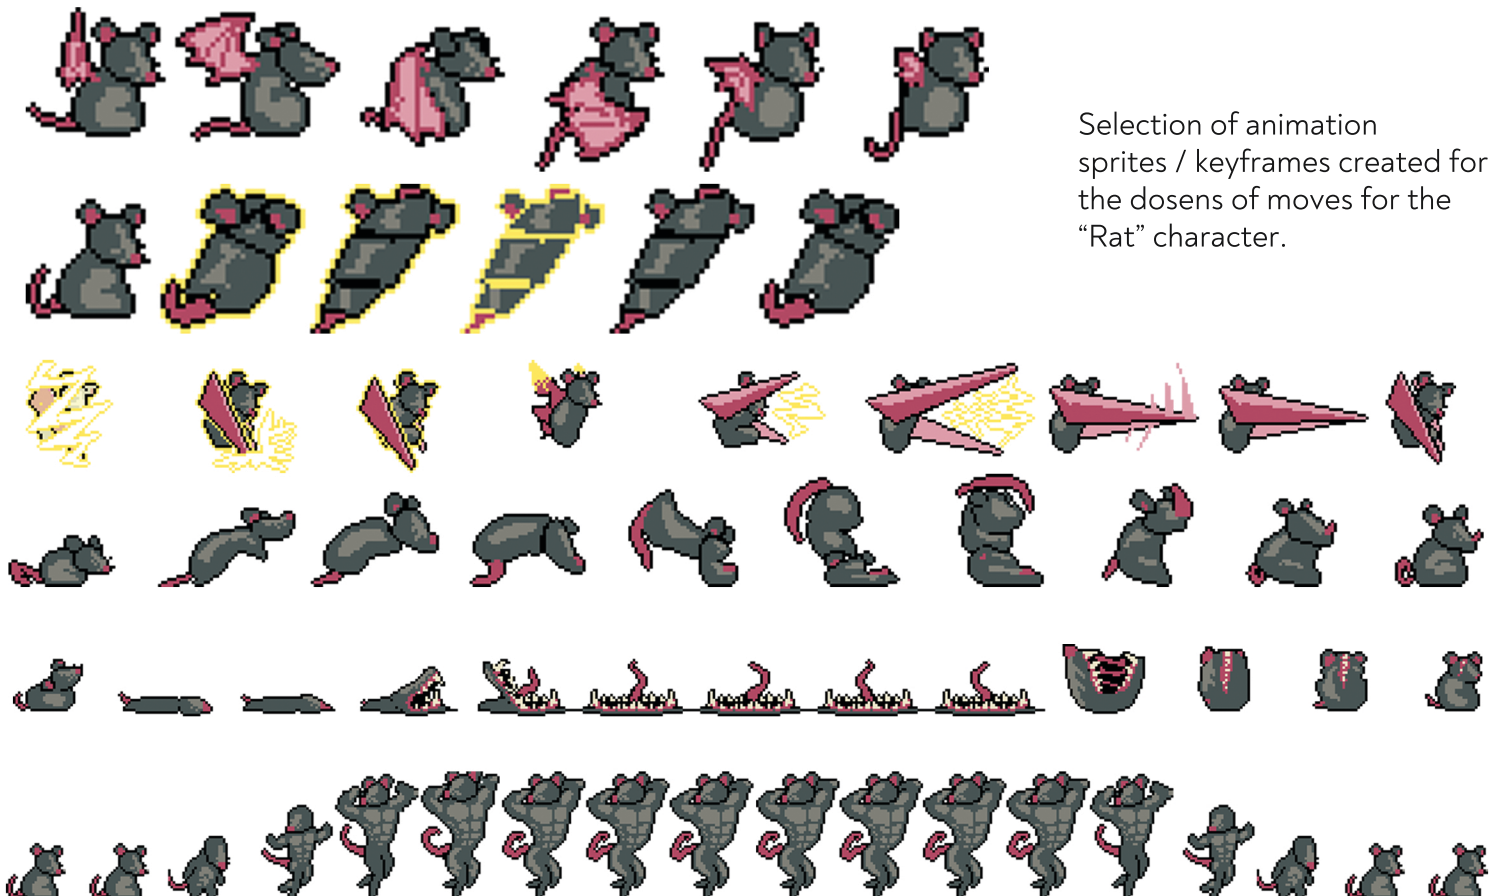 Selection of animation
sprites / keyframes created for
the dosens of moves for the
“Rat” character.